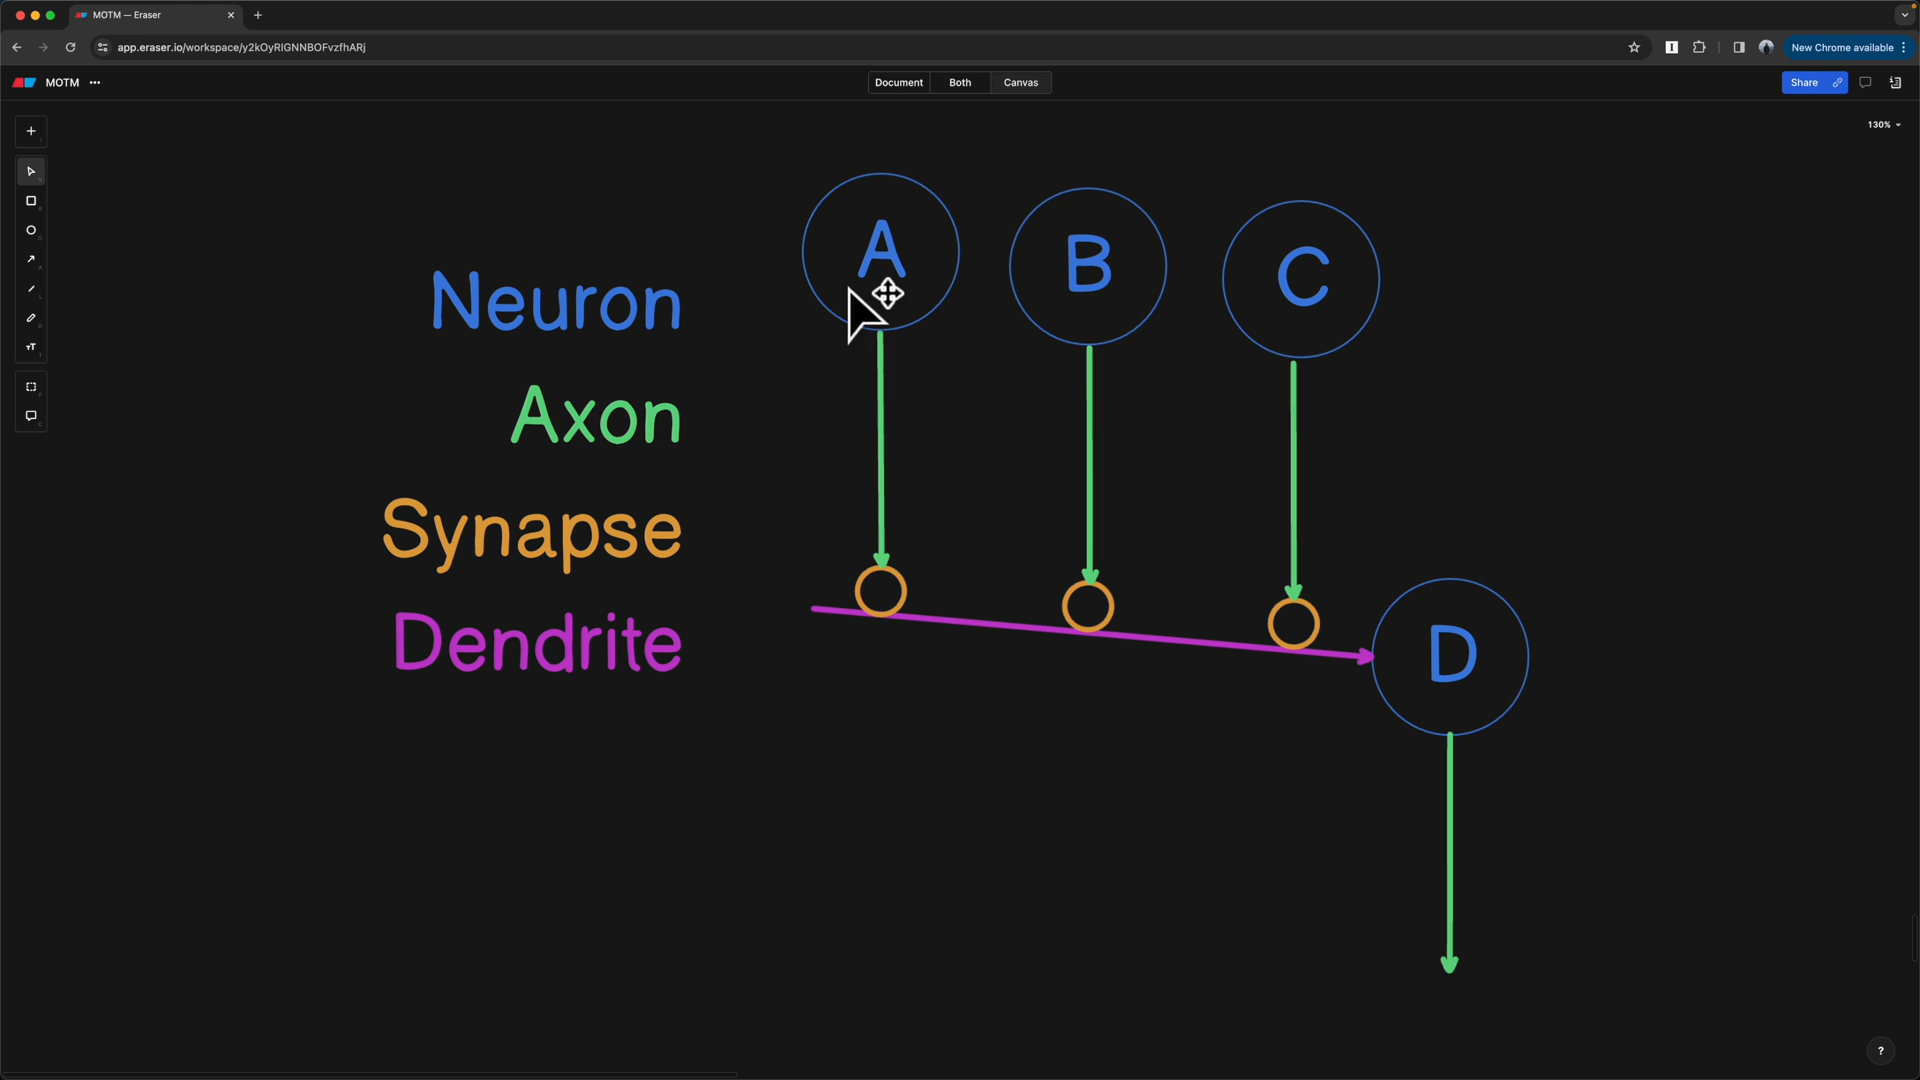 MOTM — Eraser
app.eraser.io/workspace/y2kOyRIGNNBOFvzfhARj
New Chrome available
MOTM
Document
Both
Canvas
Share
130%
A
B
C
Neuron
Axon
Synapse
Dendrite
D
?